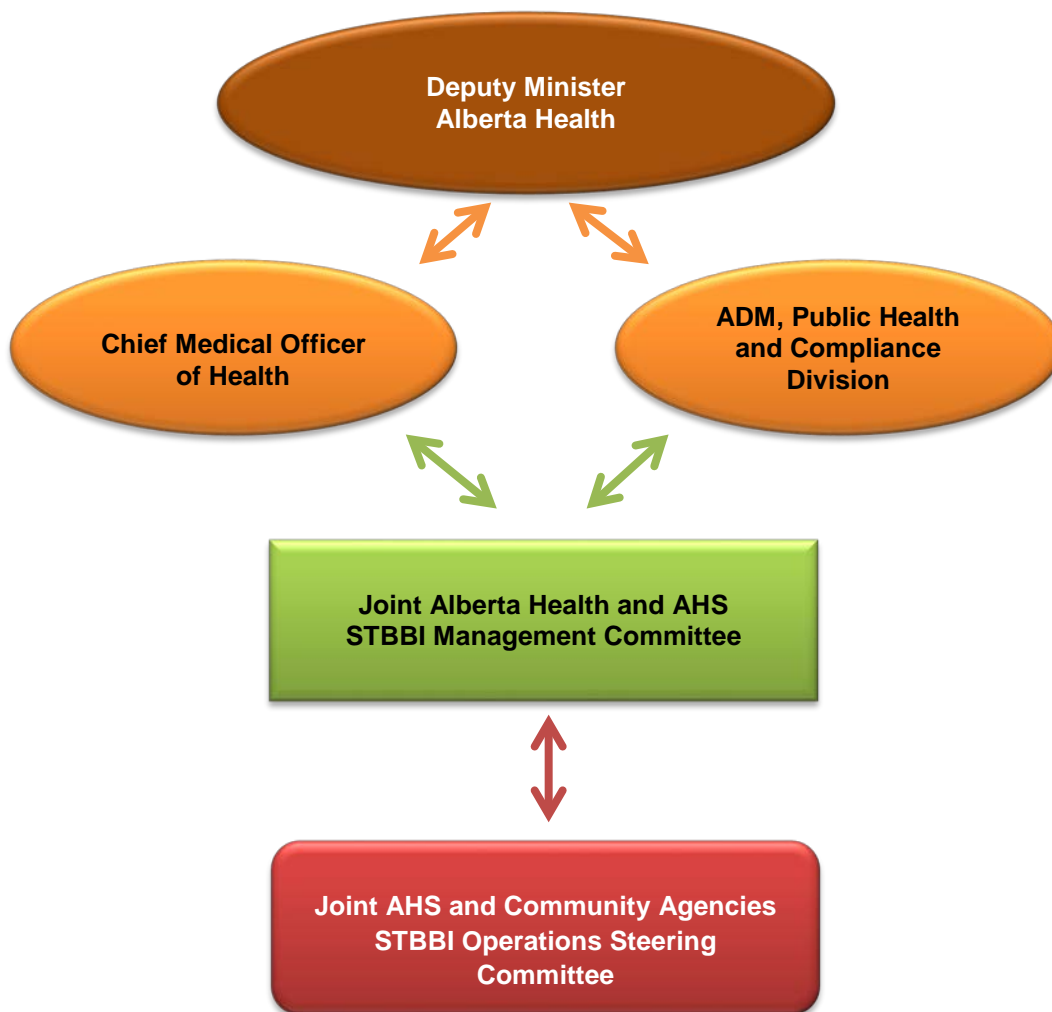 Deputy Minister
Alberta Health
Chief Medical Officer
of Health
ADM, Public Health
and Compliance
Division
Joint Alberta Health and AHS
STBBI Management Committee
Joint AHS and Community Agencies
STBBI Operations Steering
Committee